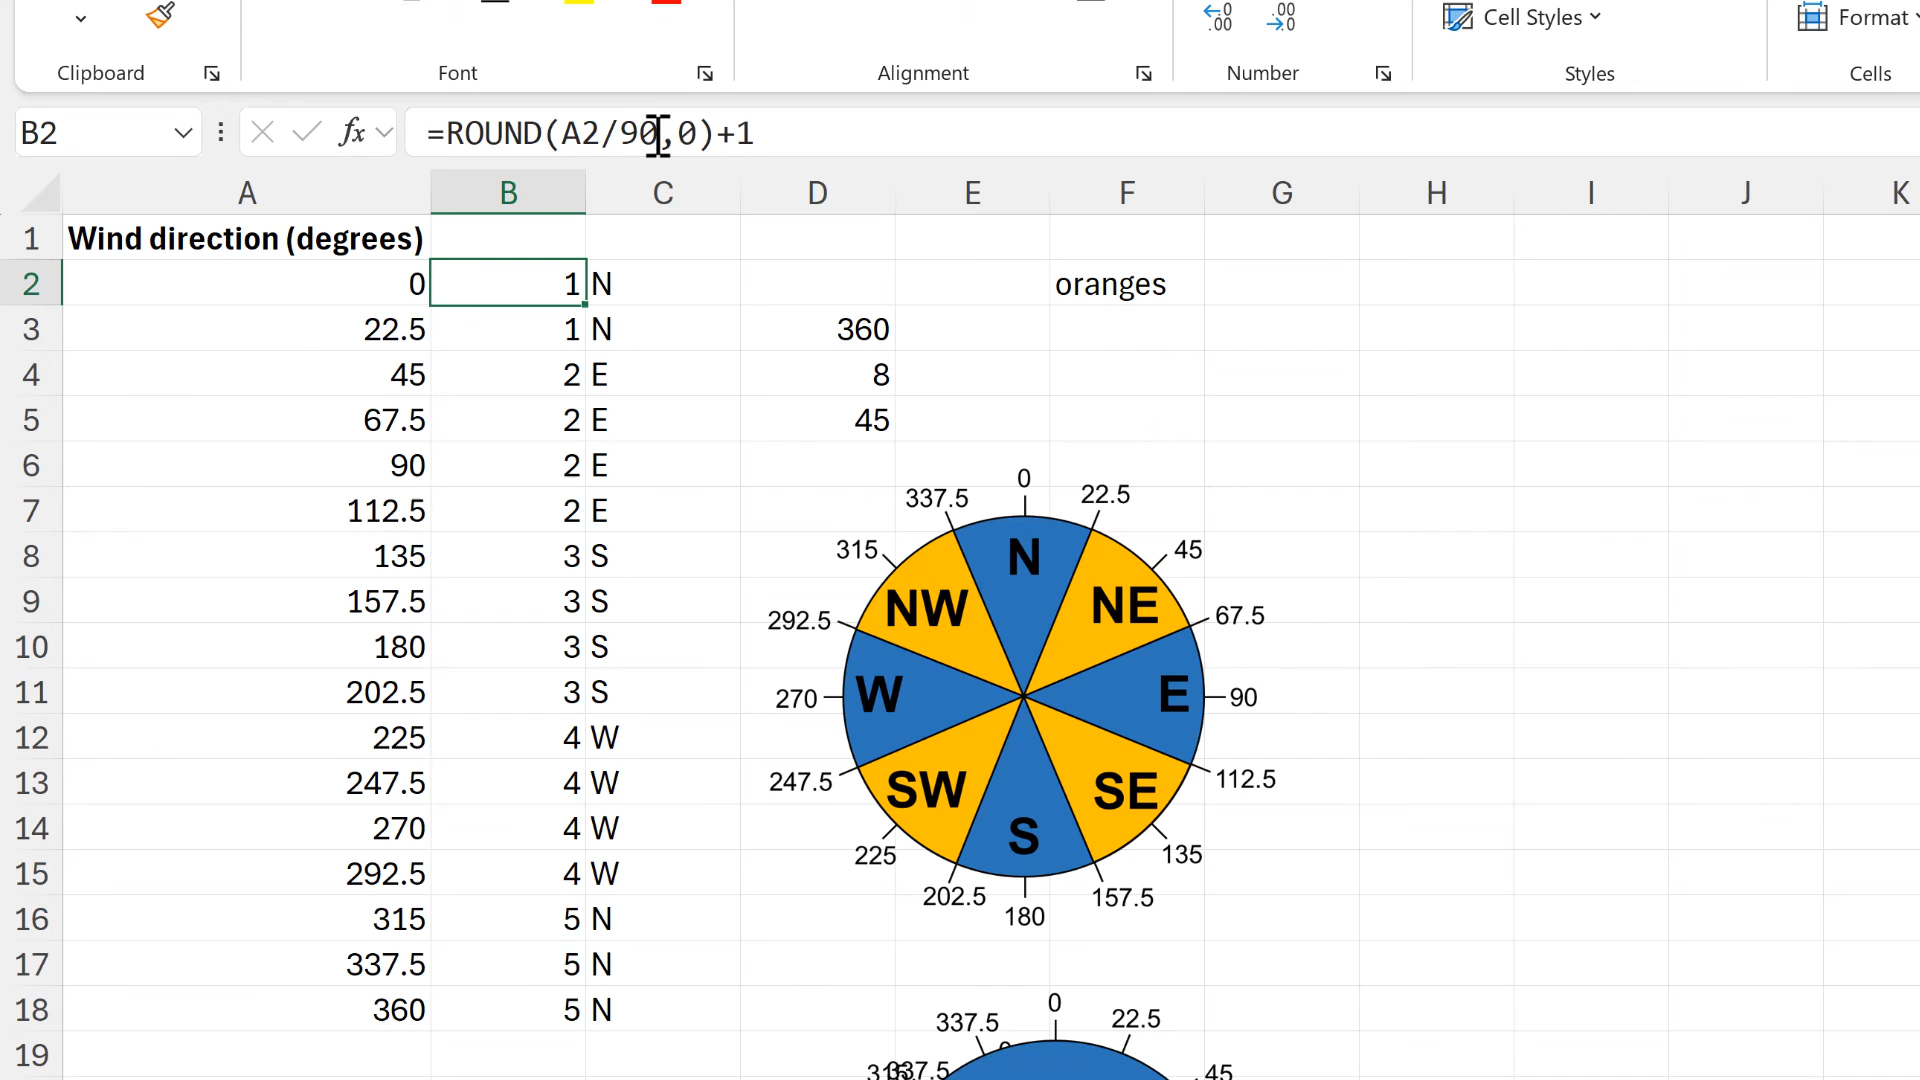 Cell Styles
Format
Clipboard
Font
Alignment
Number
Styles
Cells
B2
fx
=ROUND(A2/90,0)+1
A B C D E F G H I J K
1 Wind direction (degrees)
2 0 1 N oranges
3 22.5 1 N 360
4 45 2 E 8
5 67.5 2 E 45
6 90 2 E
7 112.5 2 E
8 135 3 S
9 157.5 3 S
10 180 3 S
11 202.5 3 S
12 225 4 W
13 247.5 4 W
14 270 4 W
15 292.5 4 W
16 315 5 N
17 337.5 5 N
18 360 5 N
19
0
337.5 22.5
N
315 45
NW NE
292.5 67.5
W E
270 90
SW SE
247.5 112.5
S
225 135
202.5 157.5
180
0
337.5 22.5
337.5 45